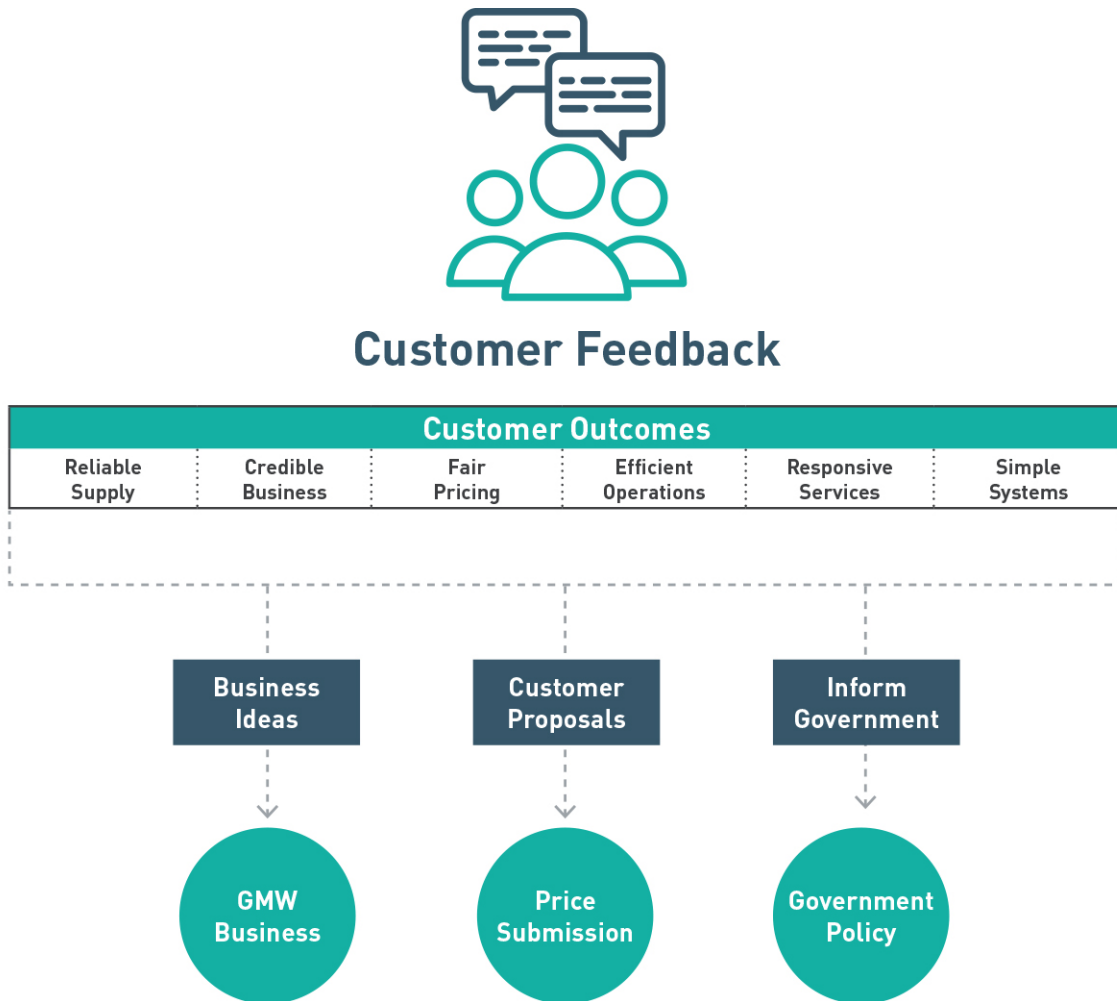 Customer Feedback
Customer Outcomes
Reliable
Supply
Credible
Business
Fair
Pricing
Efficient
Operations
Responsive
Services
Simple
Systems
Business
Ideas
Customer
Proposals
Inform
Government
GMW
Business
Price
Submission
Government
Policy